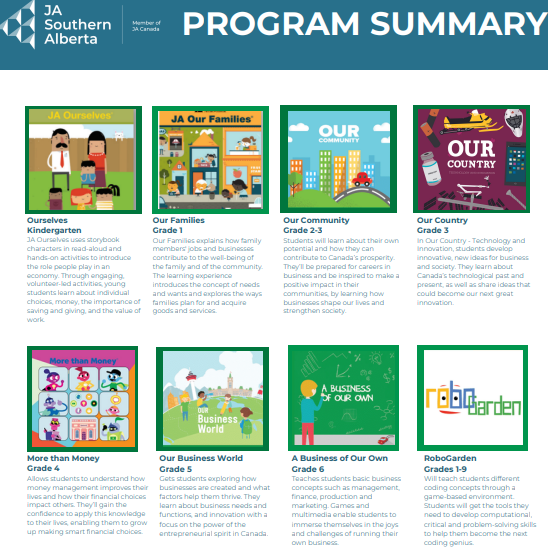 JA
Southern
Alberta
Member of
JA Canada
PROGRAM SUMMARY
JA Ourselves
JA Our Families
OUR
COMMUNITY
OUR
COUNTRY
Ourselves
Kindergarten
JA Ourselves uses storybook
characters in read-aloud and
hands-on activities to introduce
the role people play in an
economy. Through engaging,
volunteer-led activities, young
students learn about individual
choices, money, the importance of
saving and giving, and the value of
work.
Our Families
Grade 1
Our Families explains how family
members' jobs and businesses
contribute to the well-being of
the family and of the community.
The learning experience
introduces the concept of needs
and wants and explores the ways
families plan for and acquire
goods and services.
Our Community
Grade 2-3
Students will learn about their own
potential and how they can
contribute to Canada's prosperity.
They'll be prepared for careers in
business and be inspired to make a
positive impact in their
communities, by learning how
businesses shape our lives and
strengthen society.
Our Country
Grade 3
In Our Country - Technology and
Innovation, students develop
innovative, new ideas for business
and society. They learn about
Canada's technological past and
present, as well as share ideas that
could become our next great
innovation.
More than Money
OUR
Business
World
A BUSINESS
OF OUR OWN
roboGarden
More than Money
Grade 4
Allows students to understand how
money management improves their
lives and how their financial choices
impact others. They'll gain the
confidence to apply this knowledge
to their lives, enabling them to grow
up making smart financial choices.
Our Business World
Grade 5
Gets students exploring how
businesses are created and what
factors help them thrive. They
learn about business needs and
functions, and innovation with a
focus on the power of the
entrepreneurial spirit in Canada.
A Business of Our Own
Grade 6
Teaches students basic business
concepts such as management,
finance, production and
marketing. Games and
multimedia enable students to
immerse themselves in the joys
and challenges of running their
own business.
RoboGarden
Grades 1-9
Will teach students different
coding concepts through a
game-based environment.
Students will get the tools they
need to develop computational,
critical and problem-solving skills
to help them become the next
coding genius.